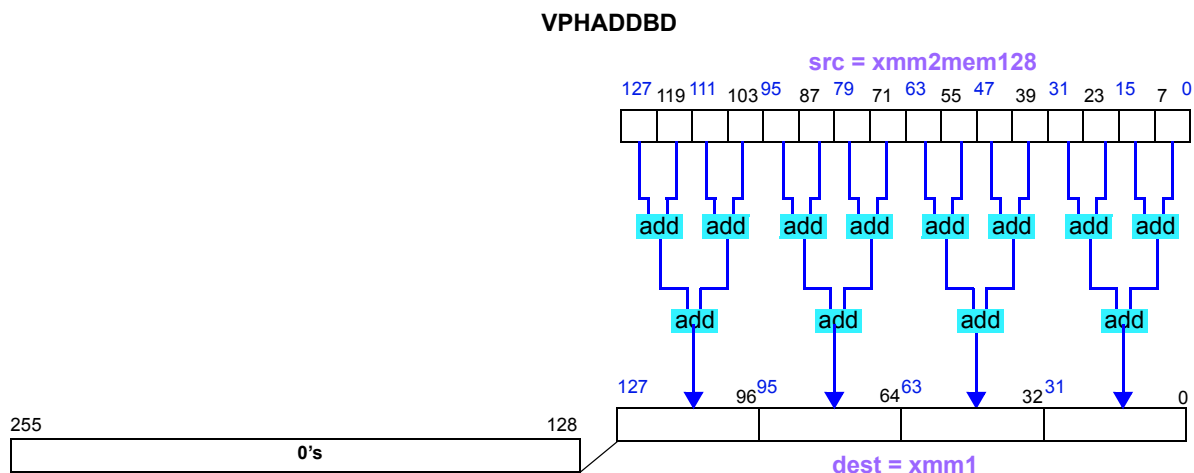 VPHADDBD
src = xmm2mem128
127 119 111 103 95 87 79 71 63 55 47 39 31 23 15 7 0
add add add add add add add add
add add add add
127 96 95 64 63 32 31 0
255 128
0's
dest = xmm1